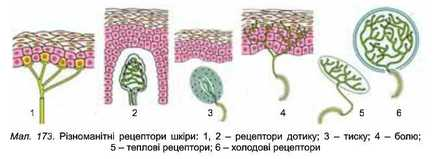 1 2 3 4 5 6
Мал. 173. Різноманітні рецептори шкіри: 1, 2 – рецептори дотику; 3 – тиску; 4 – болю;
5 – теплові рецептори; 6 – холодові рецептори